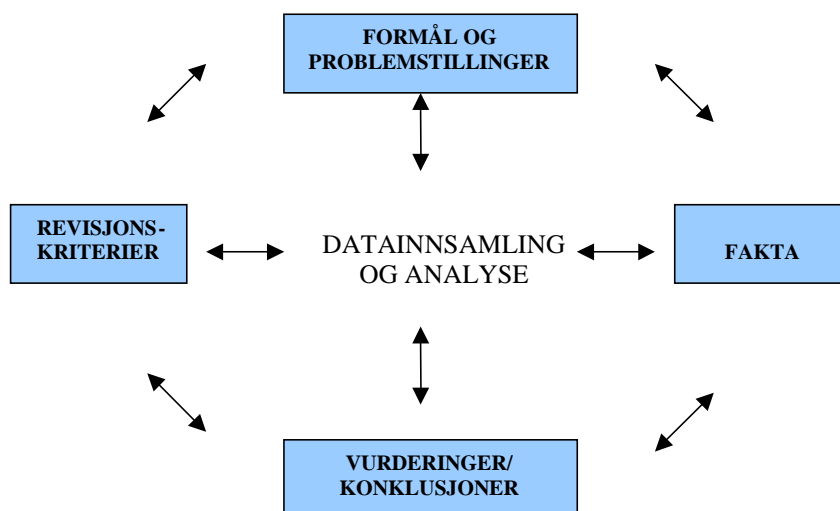 FORMÅL OG
PROBLEMSTILLINGER
REVISJONS-
KRITERIER
DATAINNSAMLING
OG ANALYSE
FAKTA
VURDERINGER/
KONKLUSJONER